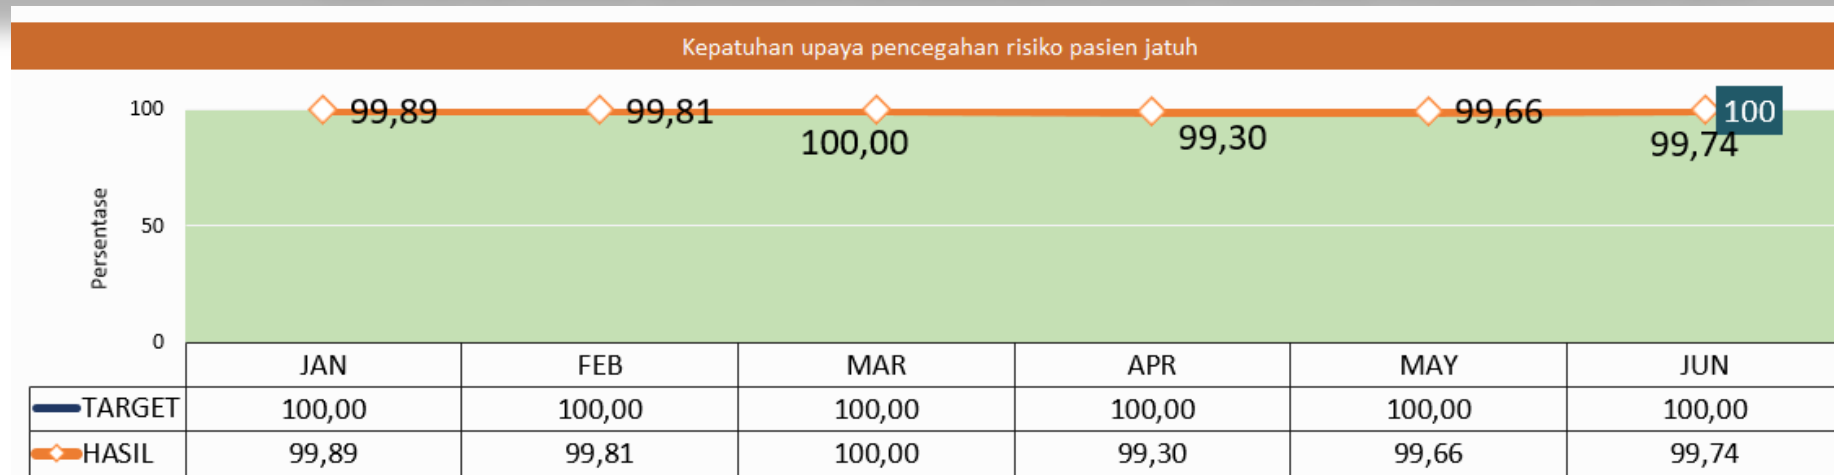 Kepatuhan upaya pencegahan risiko pasien jatuh
100
99,89
99,81
100,00
99,30
99,66
100
99,74
Persentase
50
0
JAN FEB MAR APR MAY JUN
TARGET 100,00 100,00 100,00 100,00 100,00 100,00
HASIL 99,89 99,81 100,00 99,30 99,66 99,74